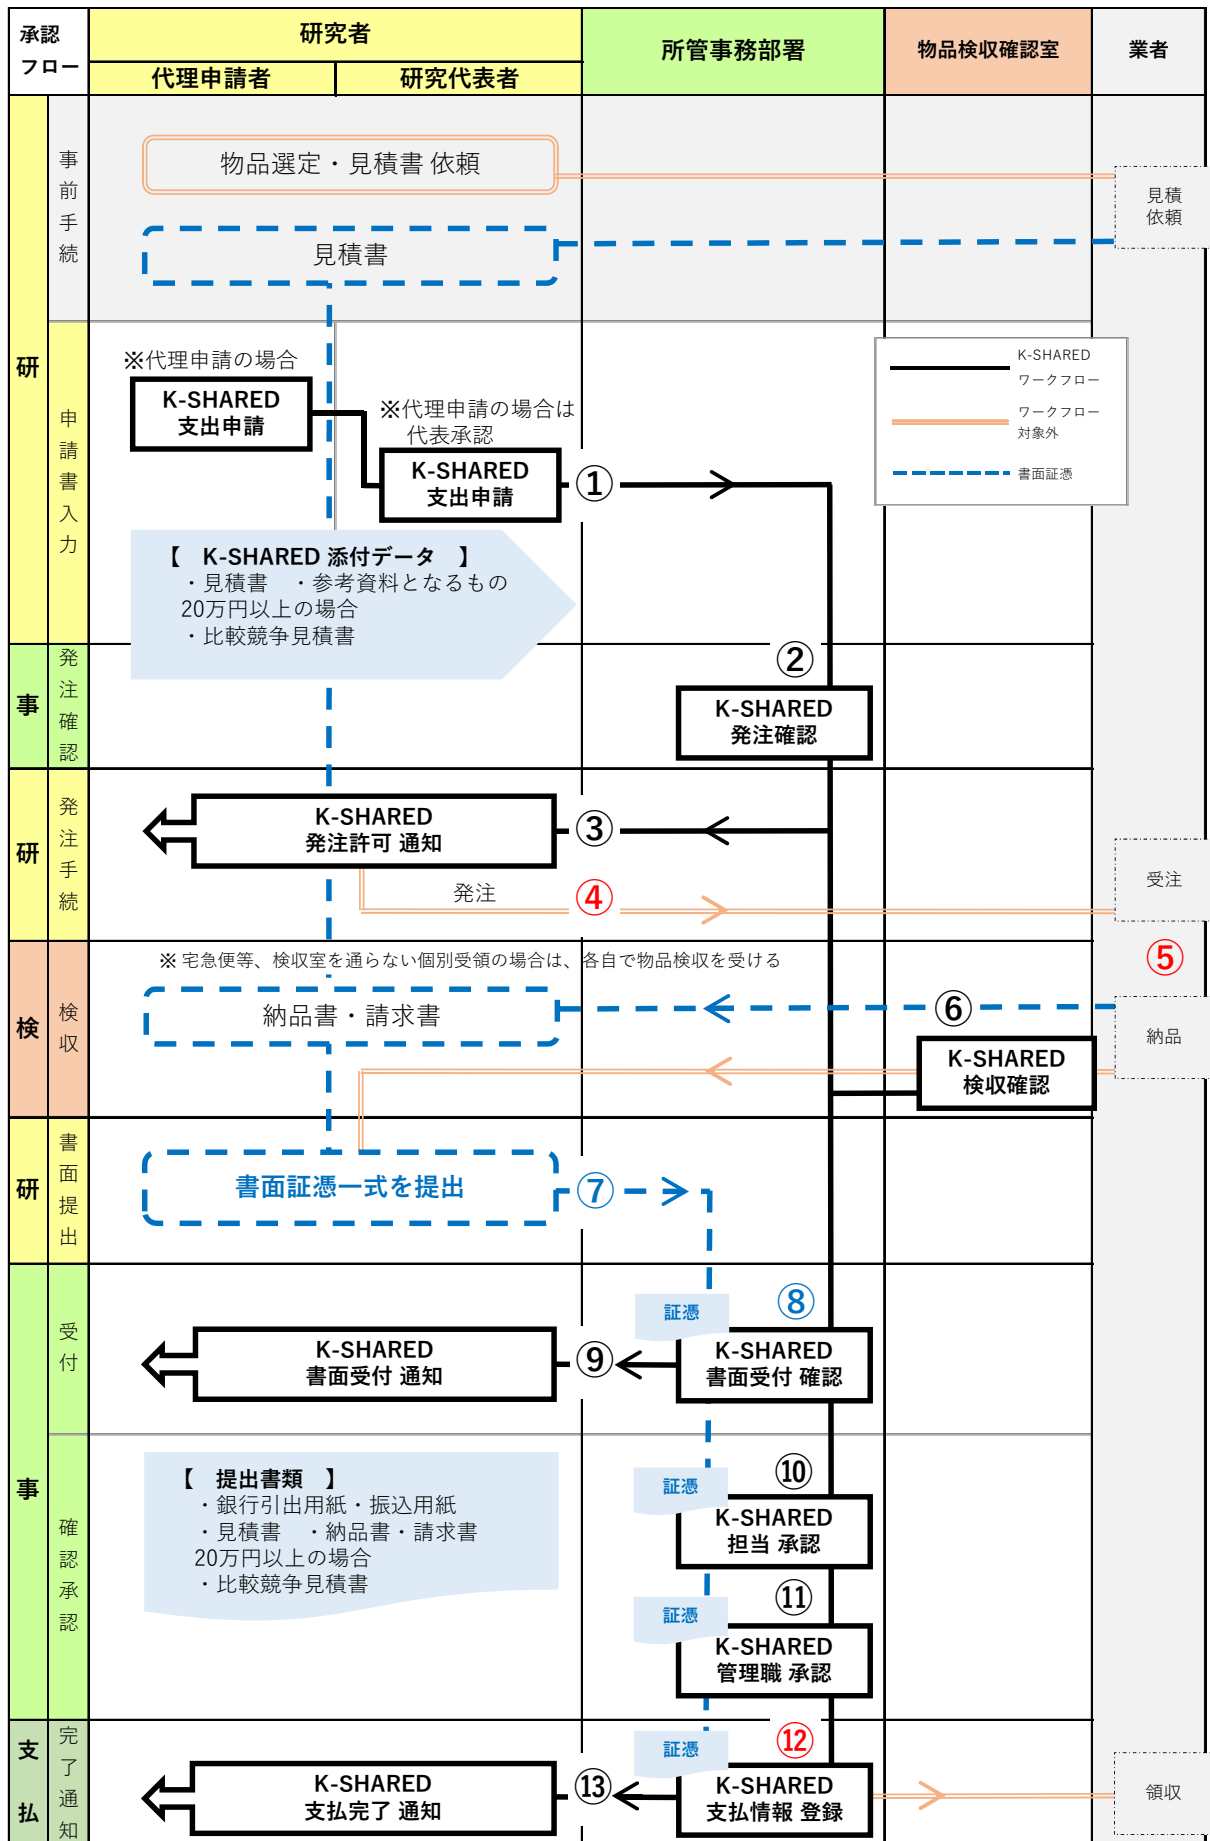 承認
フロー
研究者
代理申請者
研究代表者
所管事務部署
物品検収確認室
業者
研
事前手続
物品選定・見積書 依頼
見積
依頼
見積書
申請書入力
※代理申請の場合
K-SHARED
支出申請
※代理申請の場合は
代表承認
K-SHARED
支出申請
①
K-SHARED
ワークフロー
ワークフロー
対象外
書面証憑
【　K-SHARED 添付データ　】
・見積書　・参考資料となるもの
20万円以上の場合
・比較競争見積書
事
発注確認
②
K-SHARED
発注確認
研
発注手続
K-SHARED
発注許可 通知
③
発注
④
受注
検
検収
※ 宅急便等、検収室を通らない個別受領の場合は、各自で物品検収を受ける
⑤
納品書・請求書
⑥
納品
K-SHARED
検収確認
研
書面提出
書面証憑一式を提出
⑦
事
受付
証憑
⑧
K-SHARED
書面受付 確認
⑨
K-SHARED
書面受付 通知
確認承認
【　提出書類　】
・銀行引出用紙・振込用紙
・見積書　・納品書・請求書
20万円以上の場合
・比較競争見積書
証憑
⑩
K-SHARED
担当 承認
証憑
⑪
K-SHARED
管理職 承認
支払
完了通知
証憑
⑫
K-SHARED
支払情報 登録
⑬
K-SHARED
支払完了 通知
領収